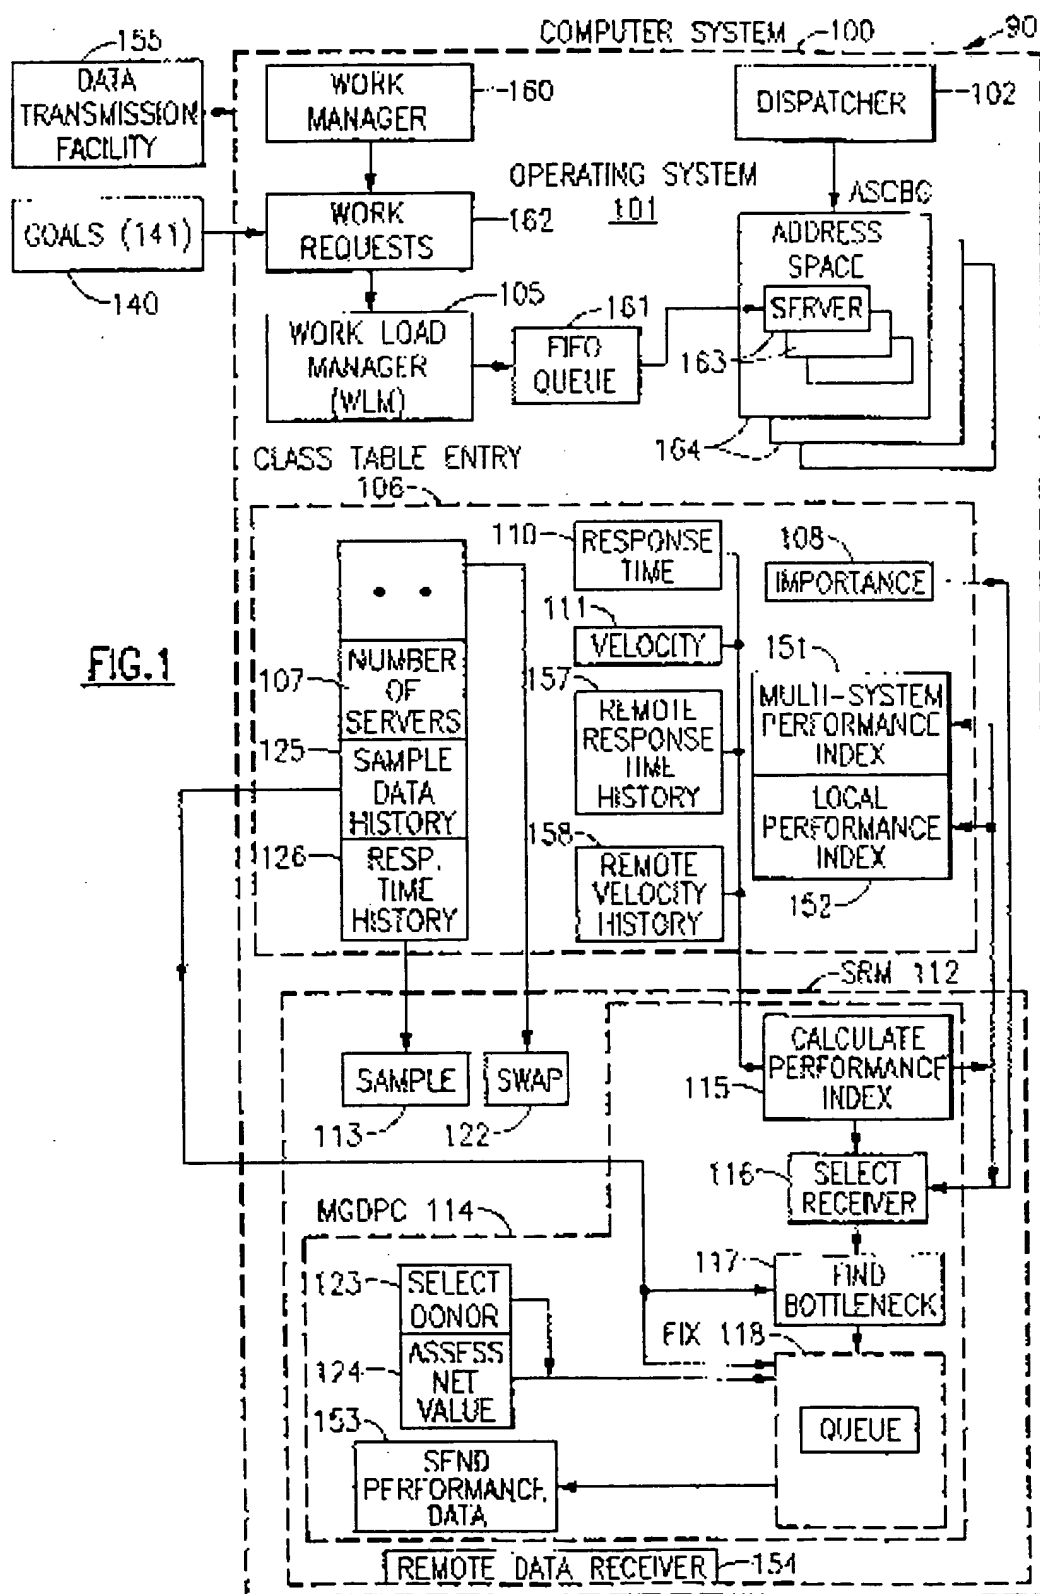 COMPUTER SYSTEM 100
90
155
DATA
TRANSMISSION
FACILITY
WORK
MANAGER
160
DISPATCHER
102
OPERATING SYSTEM
101
ASCBG
GOALS (141)
140
WORK
REQUESTS
162
ADDRESS
SPACE
SERVER
163
164
105
WORK LOAD
MANAGER
(WLM)
161
FIFO
QUEUE
CLASS TABLE ENTRY
106
110
RESPONSE
TIME
108
IMPORTANCE
111
VELOCITY
FIG.1
107
NUMBER
OF
SERVERS
157
REMOTE
RESPONSE
TIME
HISTORY
151
MULTI-SYSTEM
PERFORMANCE
INDEX
125
SAMPLE
DATA
HISTORY
LOCAL
PERFORMANCE
INDEX
152
126
RESP.
TIME
HISTORY
158
REMOTE
VELOCITY
HISTORY
SRM 112
SAMPLE
113
SWAP
122
CALCULATE
PERFORMANCE
INDEX
115
116
SELECT
RECEIVER
MGDPC 114
117
FIND
BOTTLENECK
123
SELECT
DONOR
FIX 118
124
ASSESS
NET
VALUE
QUEUE
153
SEND
PERFORMANCE
DATA
REMOTE DATA RECEIVER
154